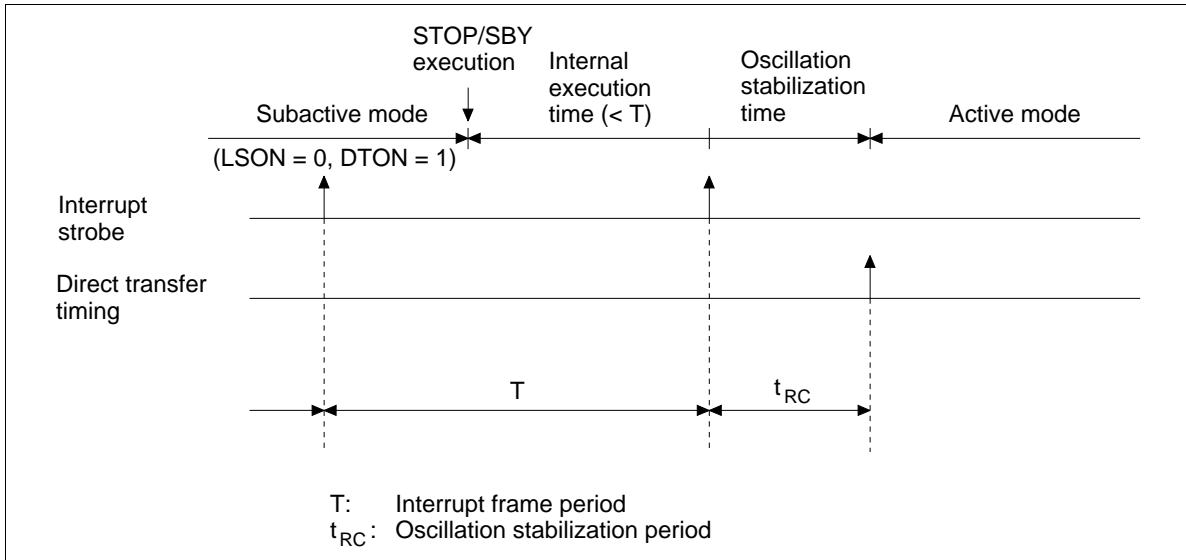 STOP/SBY
execution
Internal
execution
time (< T)
Oscillation
stabilization
time
Subactive mode
Active mode
(LSON = 0, DTON = 1)
Interrupt
strobe
Direct transfer
timing
T
tRC
T: Interrupt frame period
tRC: Oscillation stabilization period